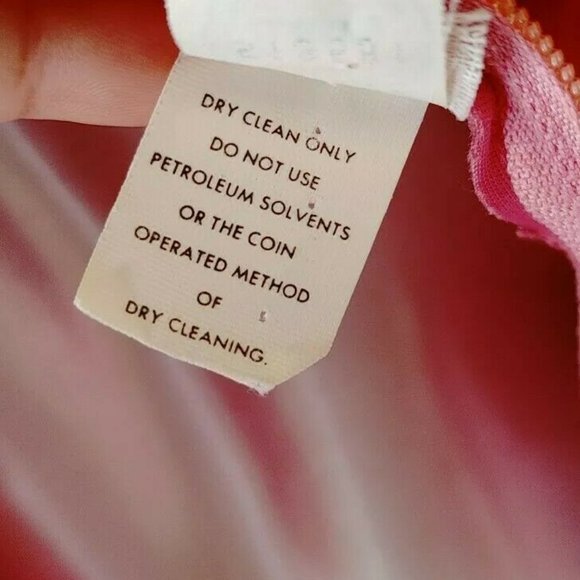 DRY CLEAN ONLY
DO NOT USE
PETROLEUM SOLVENTS
OR THE COIN
OPERATED METHOD
OF
DRY CLEANING.